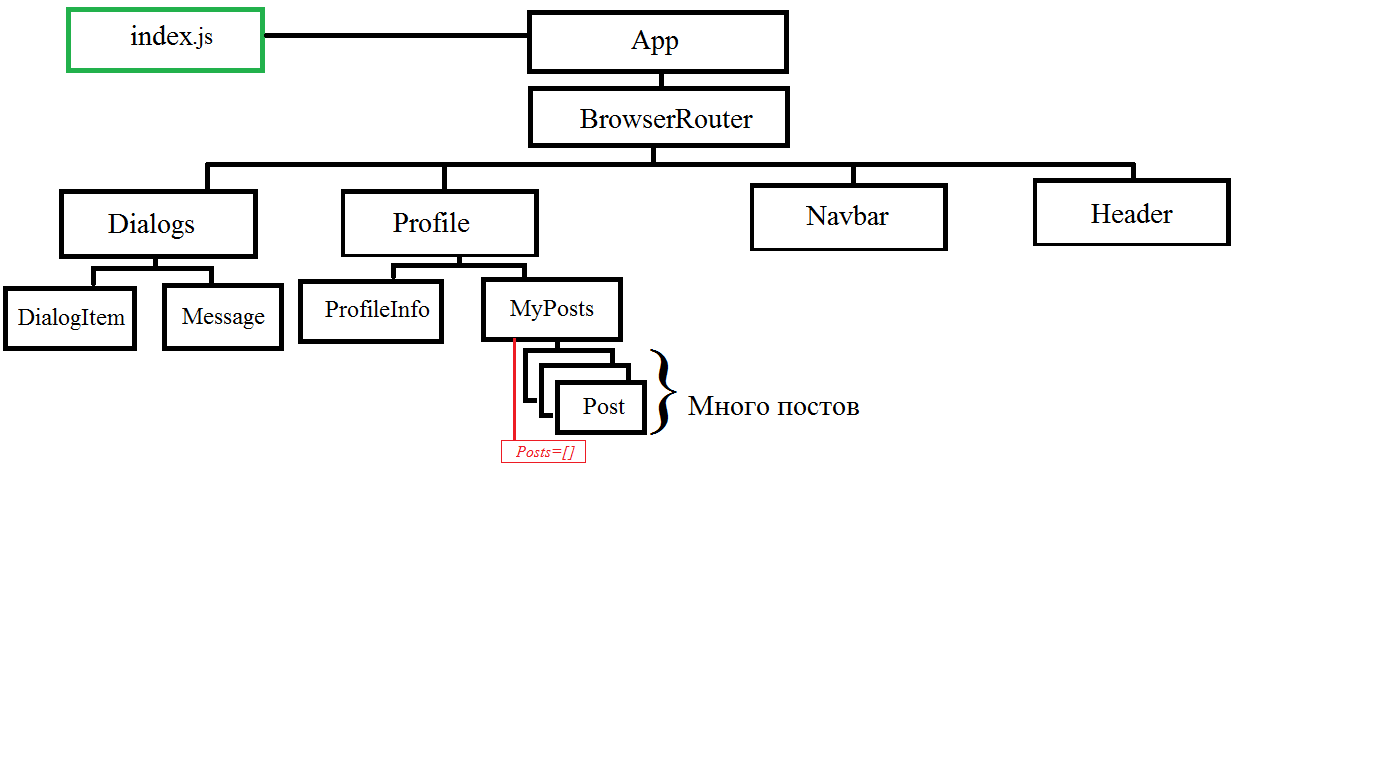 index.js
App
BrowserRouter
Dialogs
Profile
Navbar
Header
DialogItem
Message
ProfileInfo
MyPosts
Post
Много постов
Posts=[]